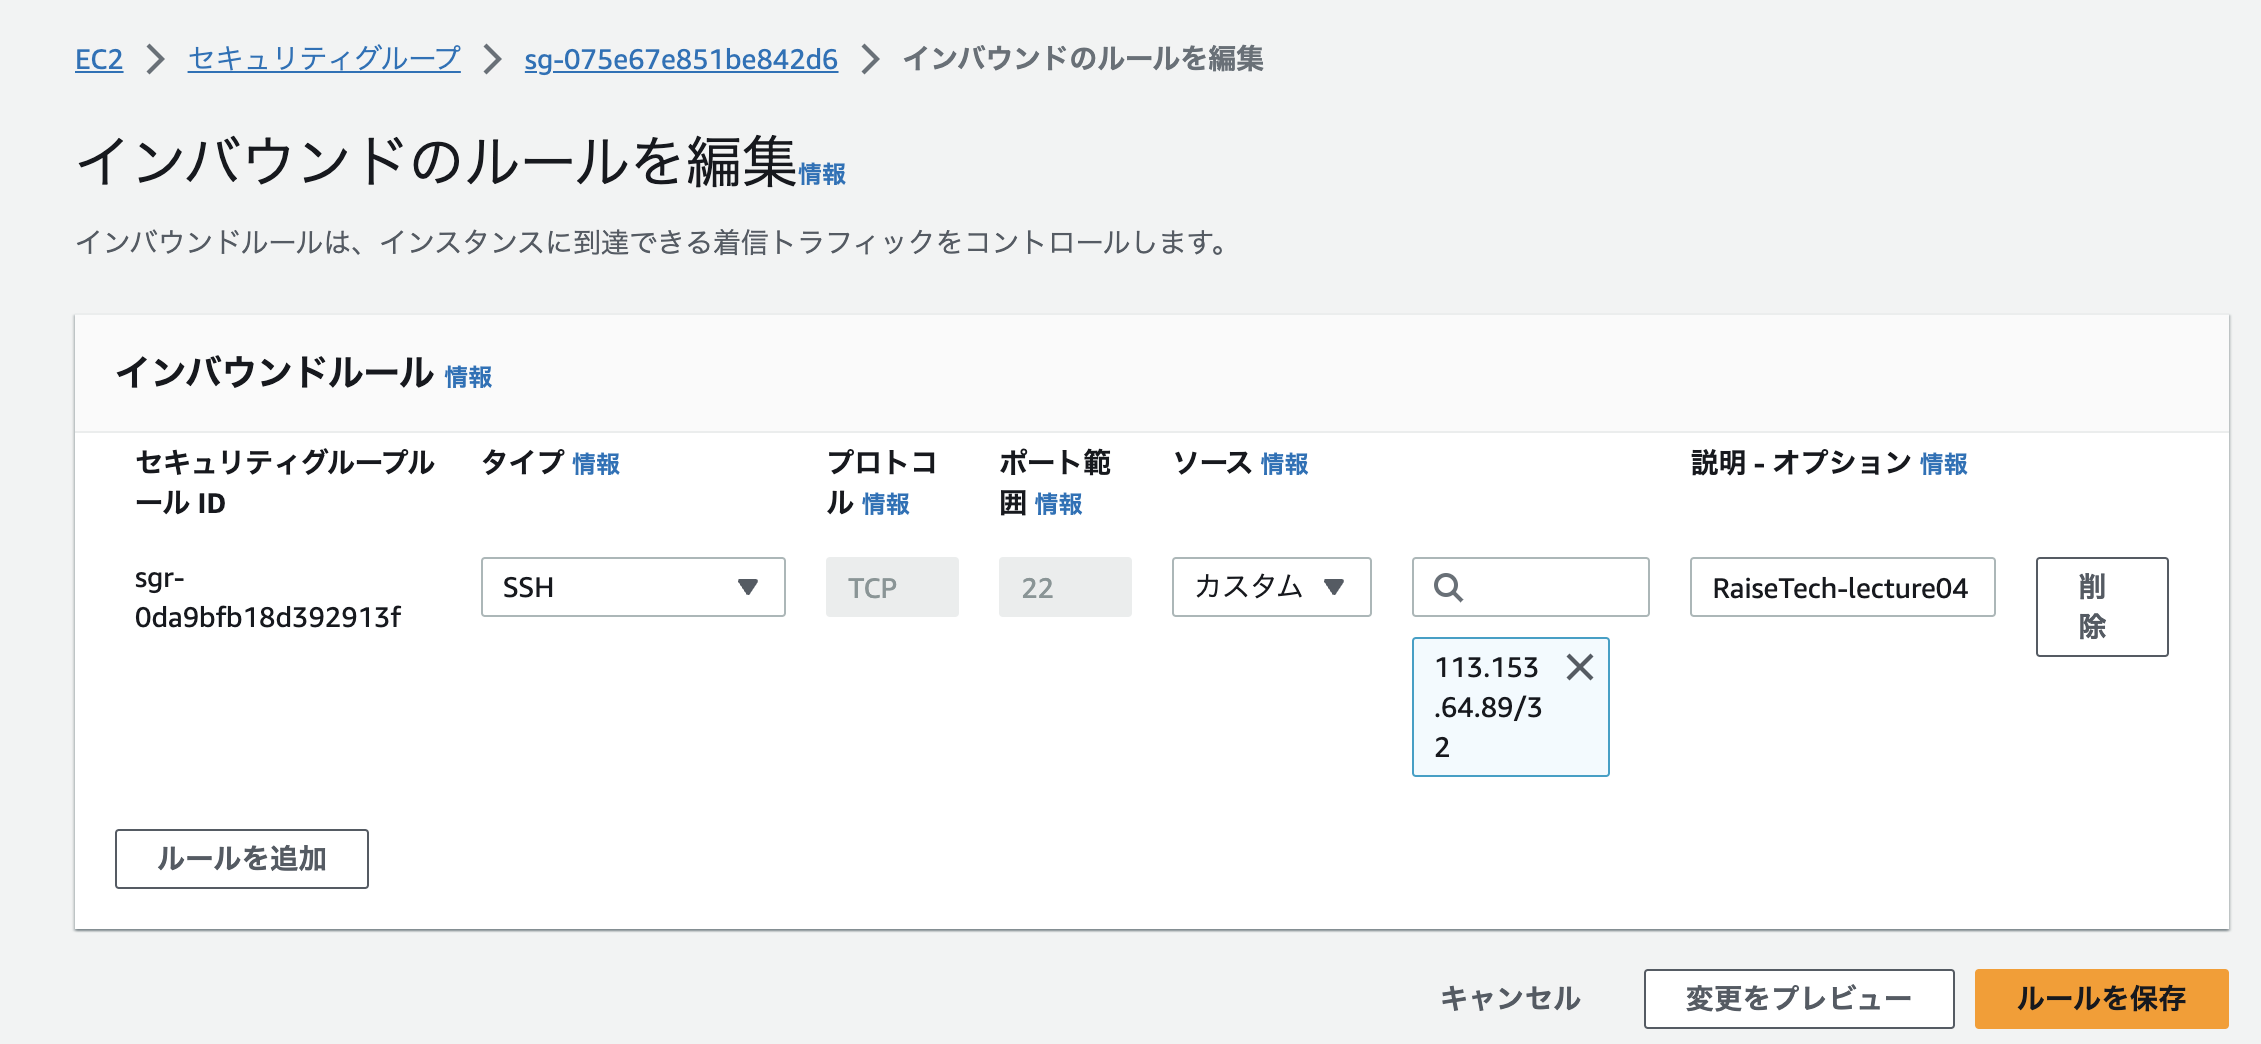 EC2 > セキュリティグループ > sg-075e67e851be842d6 > インバウンドのルールを編集
インバウンドのルールを編集情報
インバウンドルールは、インスタンスに到達できる着信トラフィックをコントロールします。
インバウンドルール 情報
セキュリティグループル
ール ID
タイプ 情報
プロトコ
ル 情報
ポート範
囲 情報
ソース 情報
説明 - オプション 情報
sgr-
0da9bfb18d392913f
SSH
TCP
22
カスタム
113.153
.64.89/3
2
RaiseTech-lecture04
削
除
ルールを追加
キャンセル
変更をプレビュー
ルールを保存